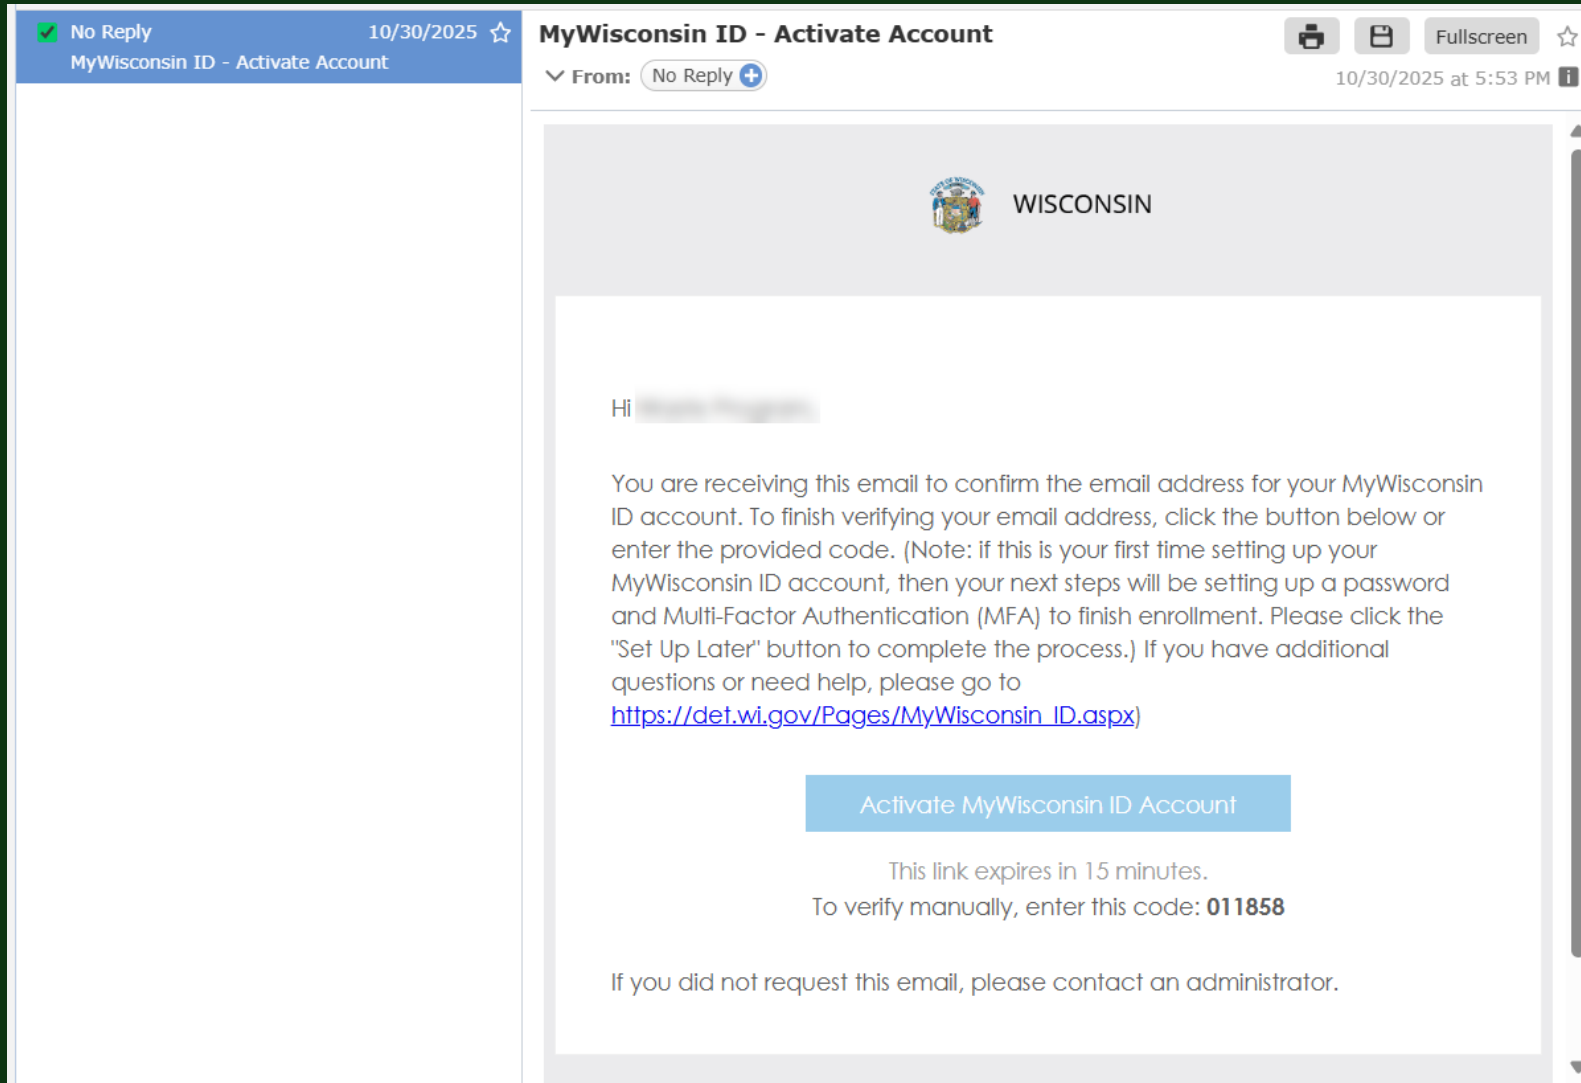 No Reply 10/30/2025
MyWisconsin ID - Activate Account
MyWisconsin ID - Activate Account
Fullscreen
From: No Reply
10/30/2025 at 5:53 PM
WISCONSIN
Hi
You are receiving this email to confirm the email address for your MyWisconsin
ID account. To finish verifying your email address, click the button below or
enter the provided code. (Note: if this is your first time setting up your
MyWisconsin ID account, then your next steps will be setting up a password
and Multi-Factor Authentication (MFA) to finish enrollment. Please click the
"Set Up Later" button to complete the process.) If you have additional
questions or need help, please go to
https://det.wi.gov/Pages/MyWisconsin_ID.aspx)
Activate MyWisconsin ID Account
This link expires in 15 minutes.
To verify manually, enter this code: 011858
If you did not request this email, please contact an administrator.